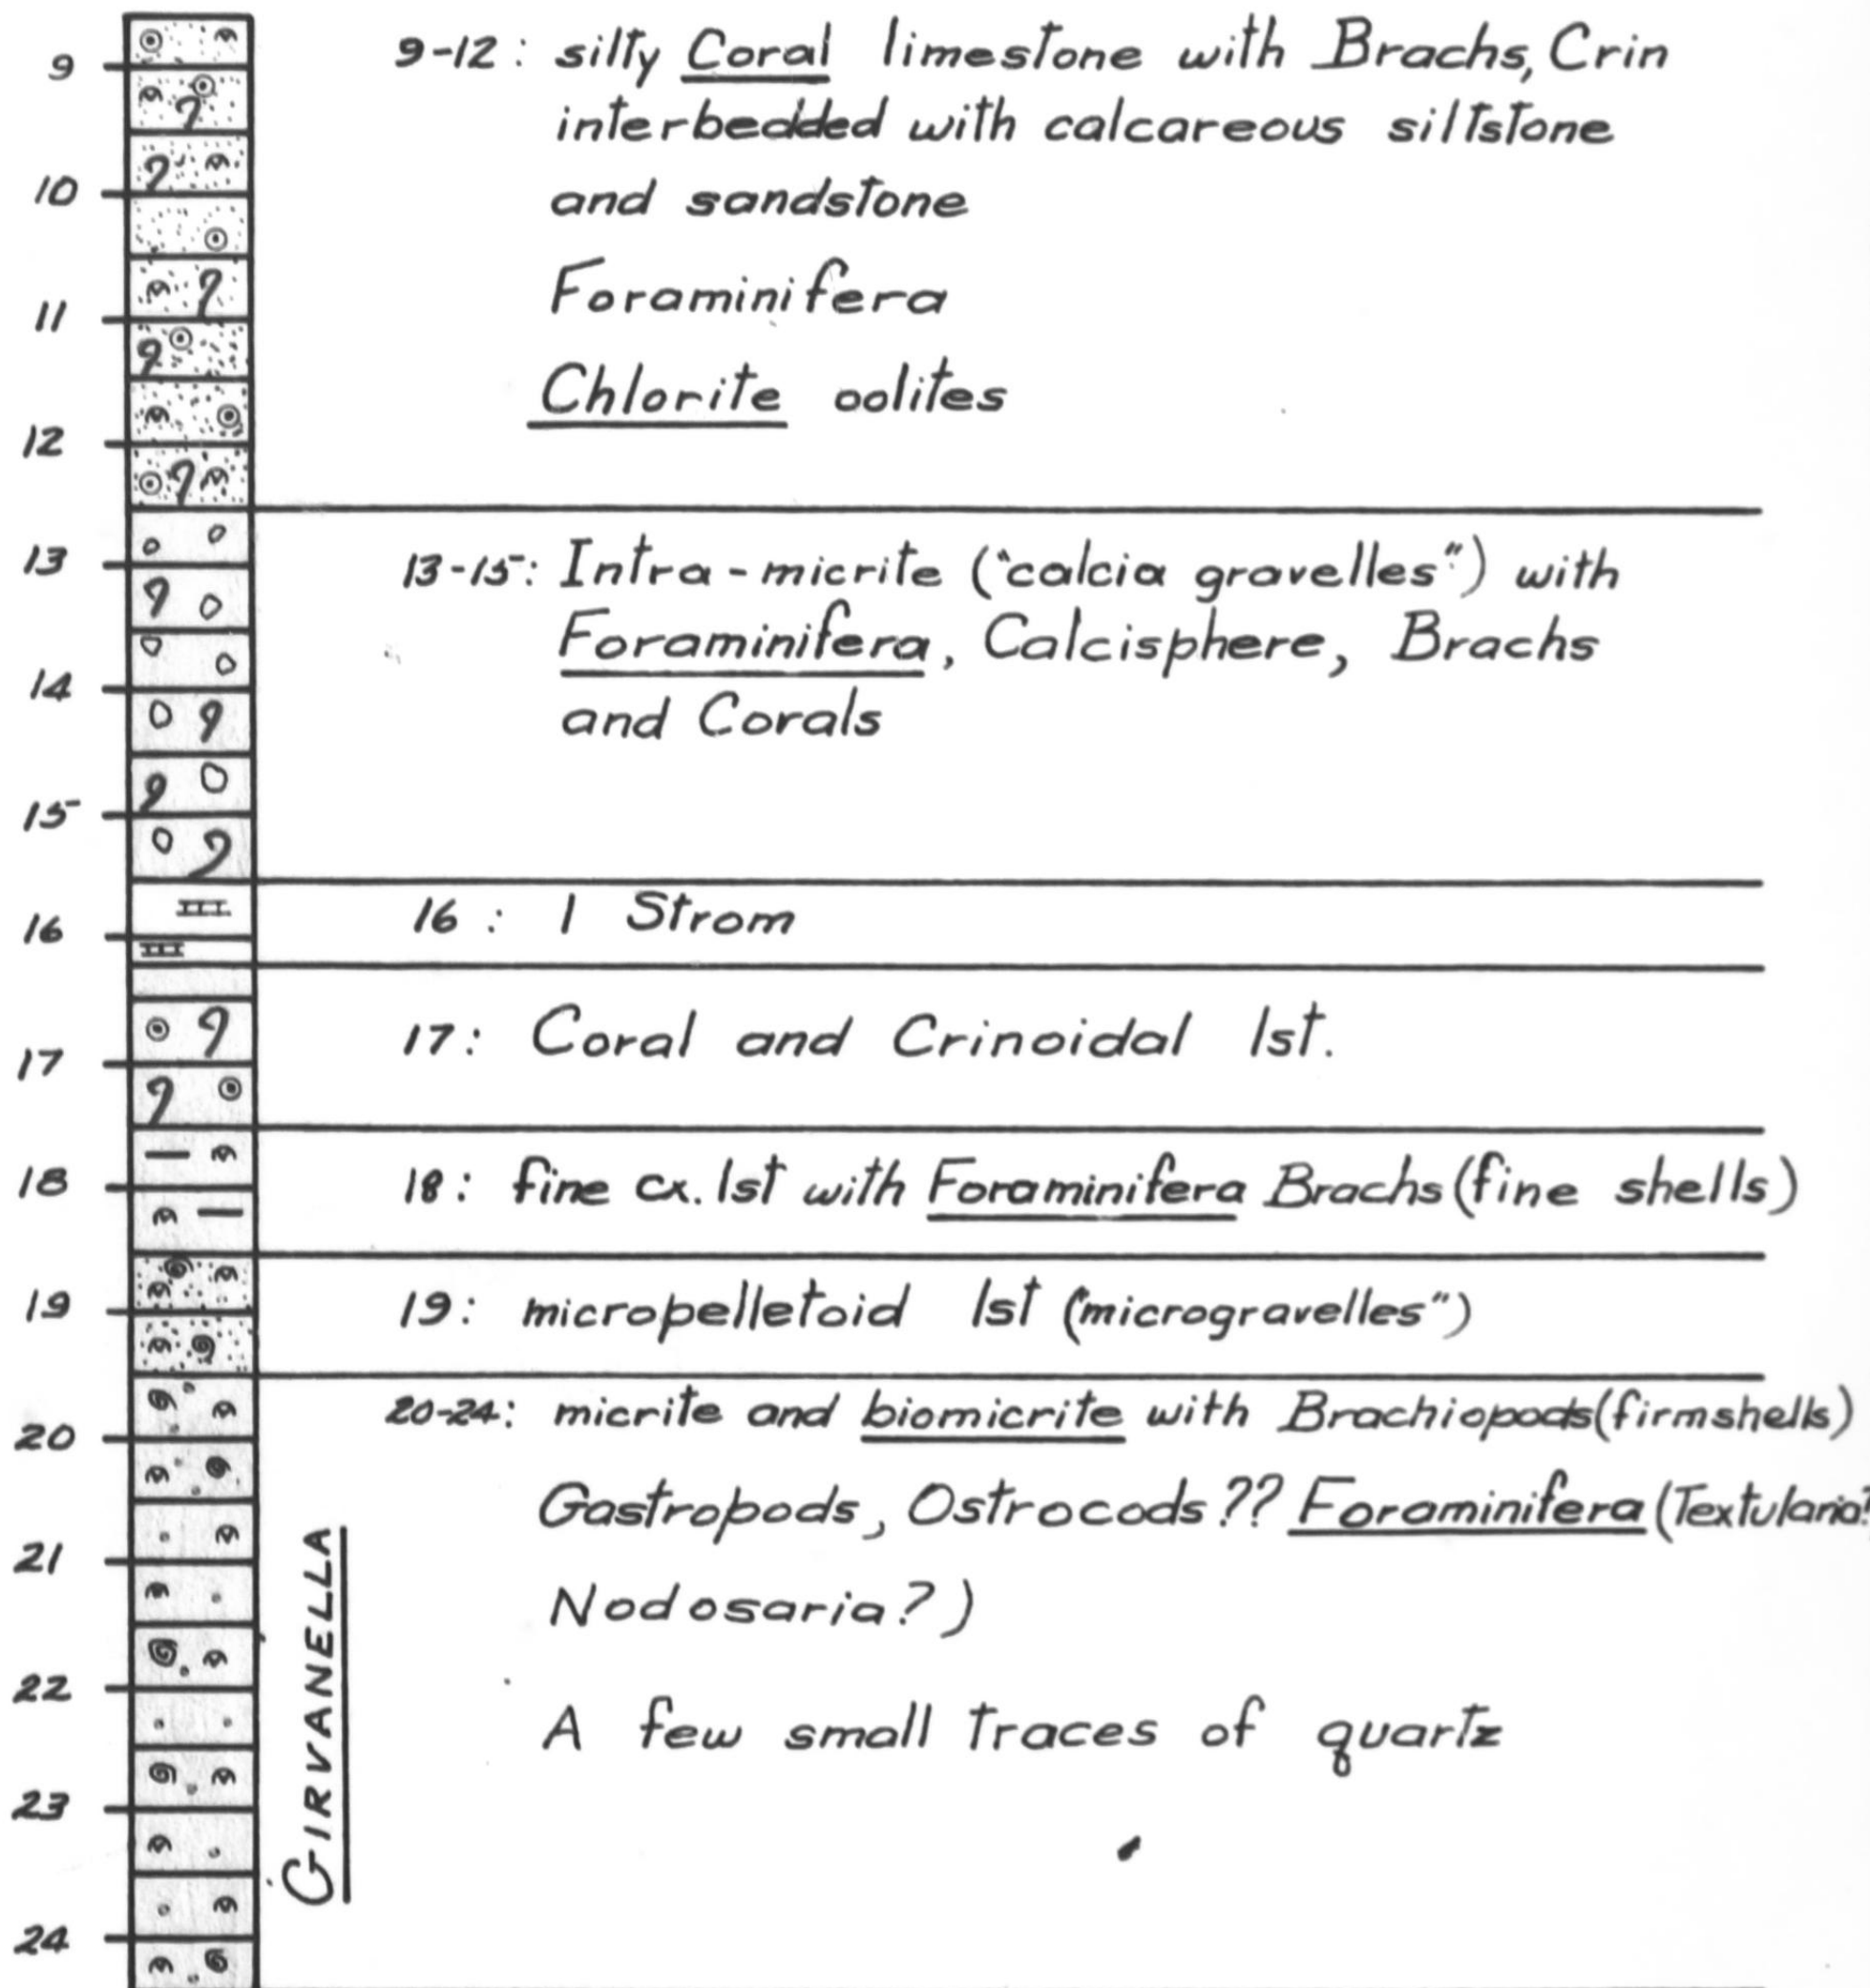 9
10
11
12
13
14
15
16
17
18
19
20
21
22
23
24
9-12: silty Coral limestone with Brachs, Crin
interbedded with calcareous siltstone
and sandstone
Foraminifera
Chlorite oolites
13-15: Intra-micrite ("calcia gravelles") with
Foraminifera, Calcisphere, Brachs
and Corals
16: 1 Strom
17: Coral and Crinoidal lst.
18: fine cx. lst with Foraminifera Brachs (fine shells)
19: micropelletoid lst ("microgravelles")
20-24: micrite and biomicrite with Brachiopods (firmshells)
Gastropods, Ostrocods?? Foraminifera (Textularia?
Nodosaria?)
A few small traces of quartz
GIRVANELLA